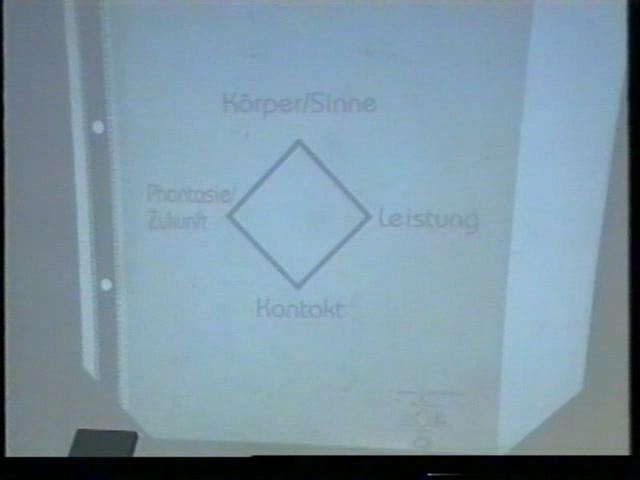 Körper/Sinne
Phantasie/
Zukunft
Leistung
Kontakt